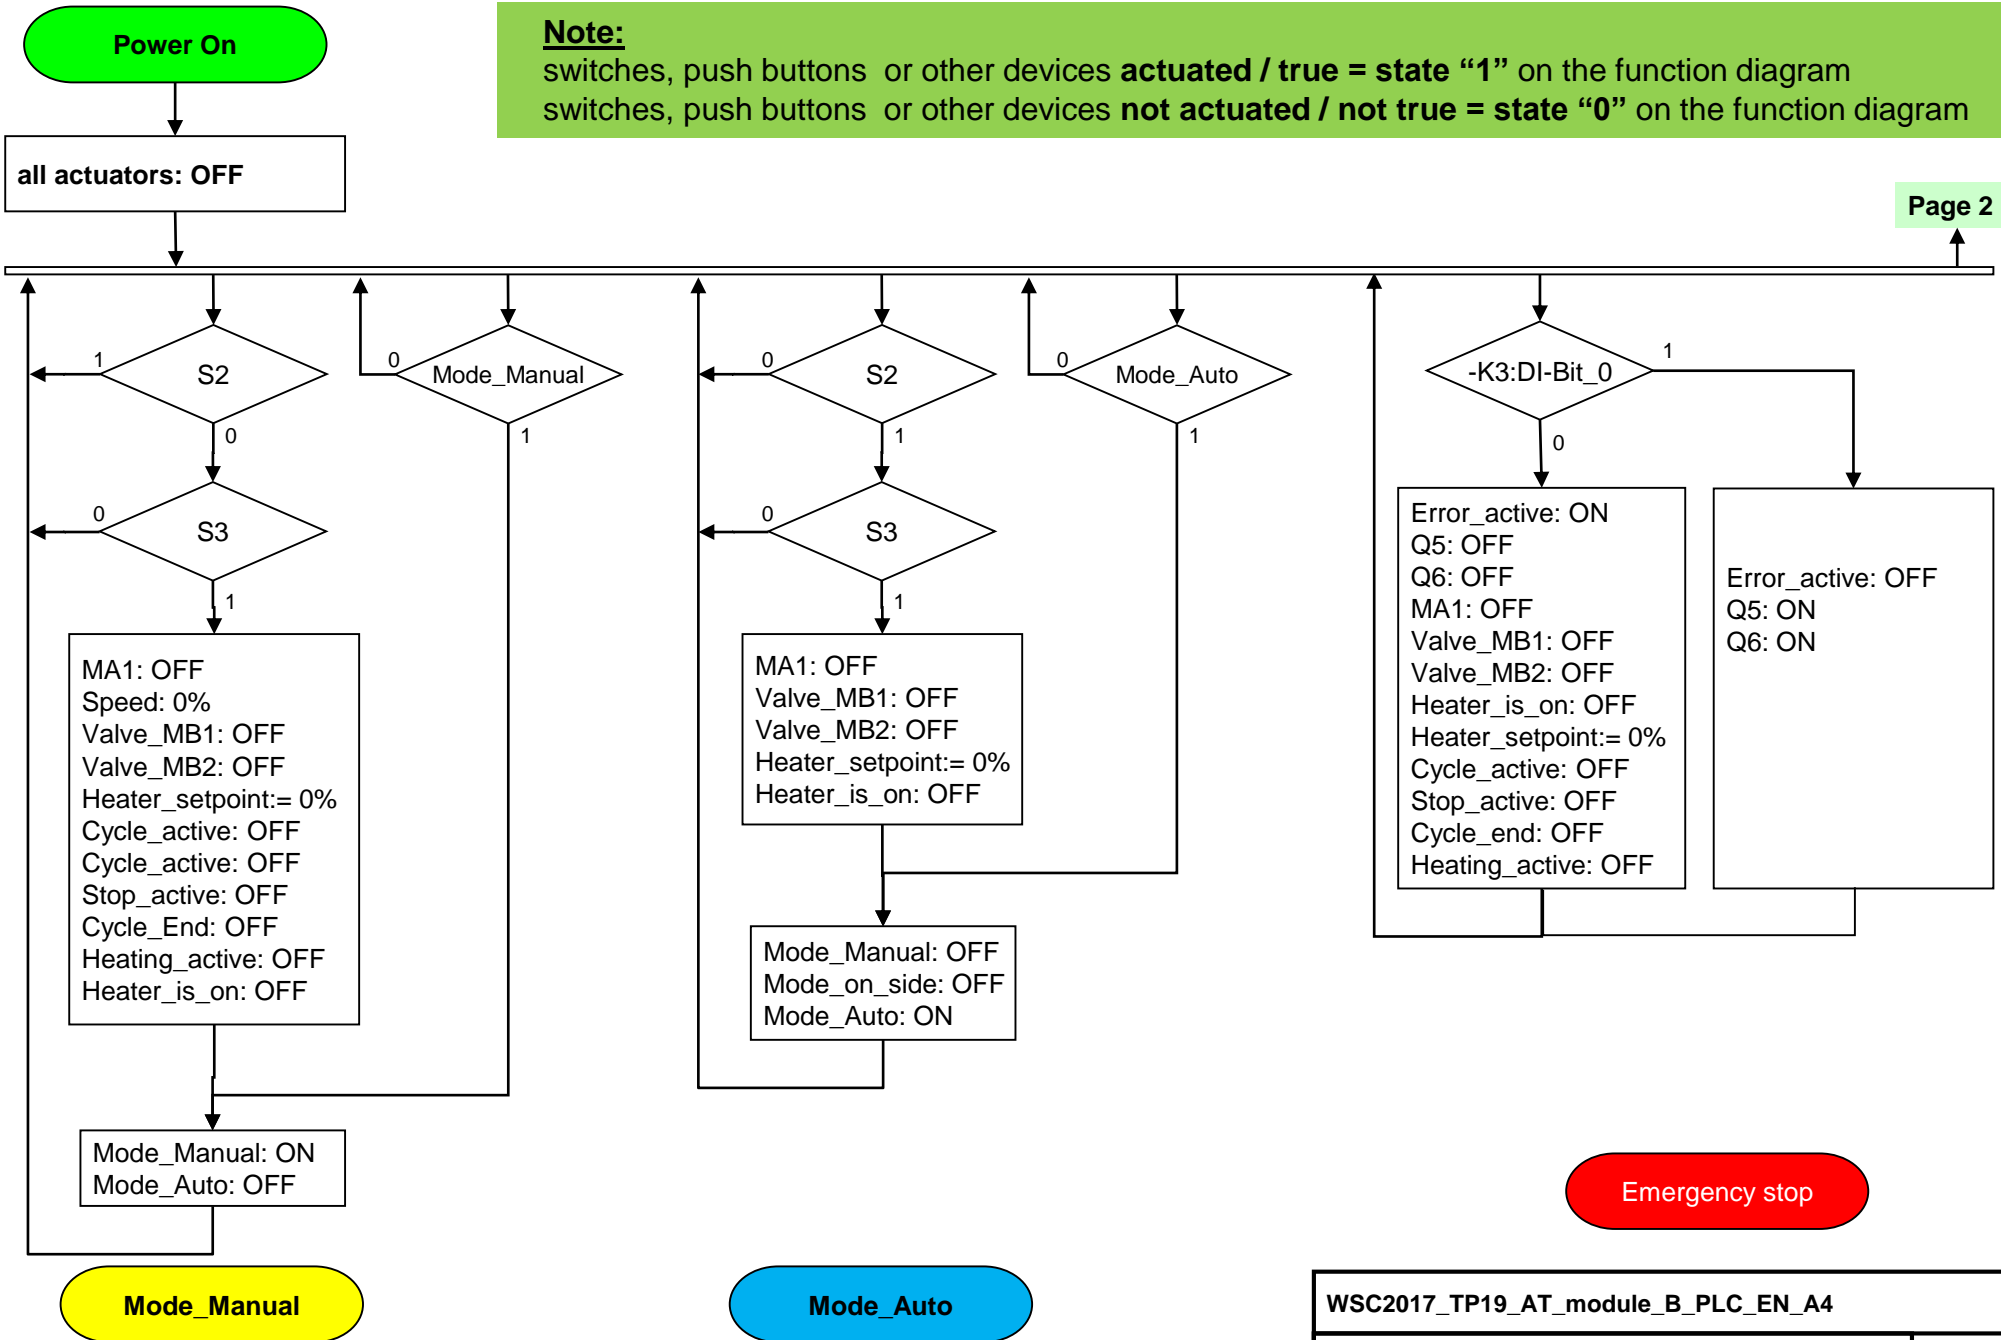 Power On
Note:
switches, push buttons or other devices actuated / true = state “1” on the function diagram
switches, push buttons or other devices not actuated / not true = state “0” on the function diagram
all actuators: OFF
Page 2
1
S2
0
S3
0
1
MA1: OFF
Speed: 0%
Valve_MB1: OFF
Valve_MB2: OFF
Heater_setpoint:= 0%
Cycle_active: OFF
Cycle_active: OFF
Stop_active: OFF
Cycle_End: OFF
Heating_active: OFF
Heater_is_on: OFF
0
Mode_Manual
1
Mode_Manual: ON
Mode_Auto: OFF
Mode_Manual
0
S2
1
0
S3
1
MA1: OFF
Valve_MB1: OFF
Valve_MB2: OFF
Heater_setpoint:= 0%
Heater_is_on: OFF
0
Mode_Auto
1
Mode_Manual: OFF
Mode_on_side: OFF
Mode_Auto: ON
Mode_Auto
-K3:DI-Bit_0
1
0
Error_active: ON
Q5: OFF
Q6: OFF
MA1: OFF
Valve_MB1: OFF
Valve_MB2: OFF
Heater_is_on: OFF
Heater_setpoint:= 0%
Cycle_active: OFF
Stop_active: OFF
Cycle_end: OFF
Heating_active: OFF
Error_active: OFF
Q5: ON
Q6: ON
Emergency stop
WSC2017_TP19_AT_module_B_PLC_EN_A4